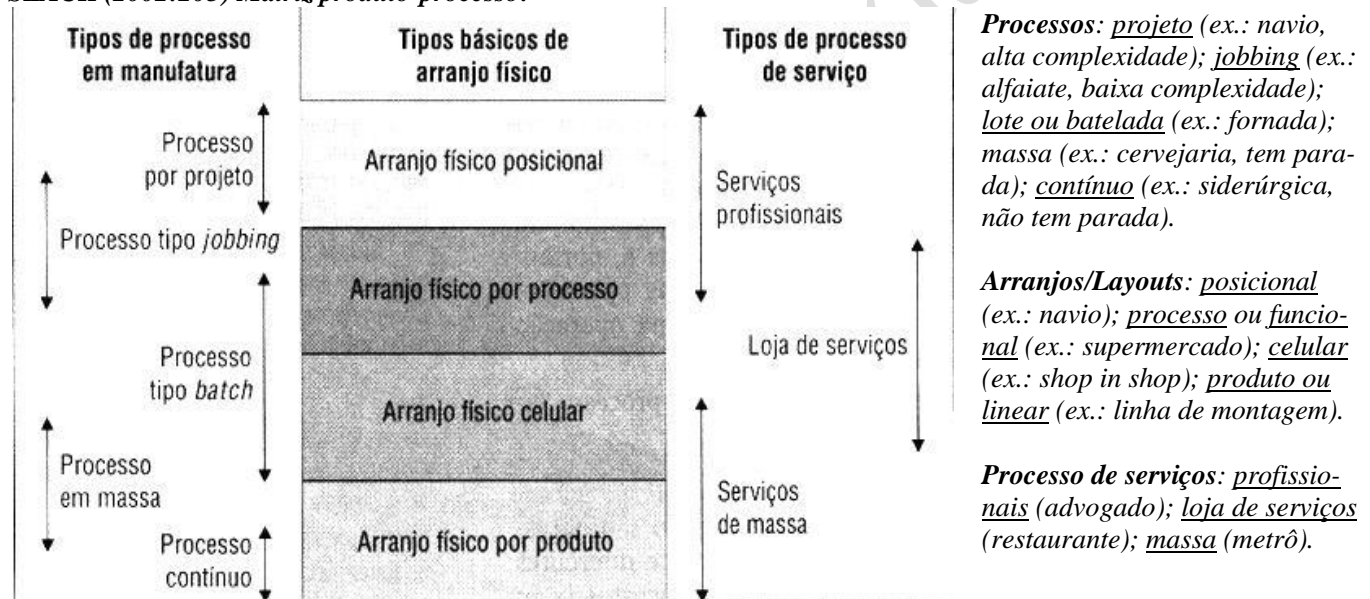 Tipos de processo
em manufatura
Tipos básicos de
arranjo físico
Tipos de processo
de serviço
Processo
por projeto
Processo tipo jobbing
Processo
tipo batch
Processo
em massa
Processo
contínuo
Arranjo físico posicional
Arranjo físico por processo
Arranjo físico celular
Arranjo físico por produto
Serviços
profissionais
Loja de serviços
Serviços
de massa
Processos: projeto (ex.: navio,
alta complexidade); jobbing (ex.:
alfaiate, baixa complexidade);
lote ou batelada (ex.: fornada);
massa (ex.: cervejaria, tem para-
da); contínuo (ex.: siderúrgica,
não tem parada).
Arranjos/Layouts: posicional
(ex.: navio); processo ou funcio-
nal (ex.: supermercado); celular
(ex.: shop in shop); produto ou
linear (ex.: linha de montagem).
Processo de serviços: profissio-
nais (advogado); loja de serviços
(restaurante); massa (metrô).